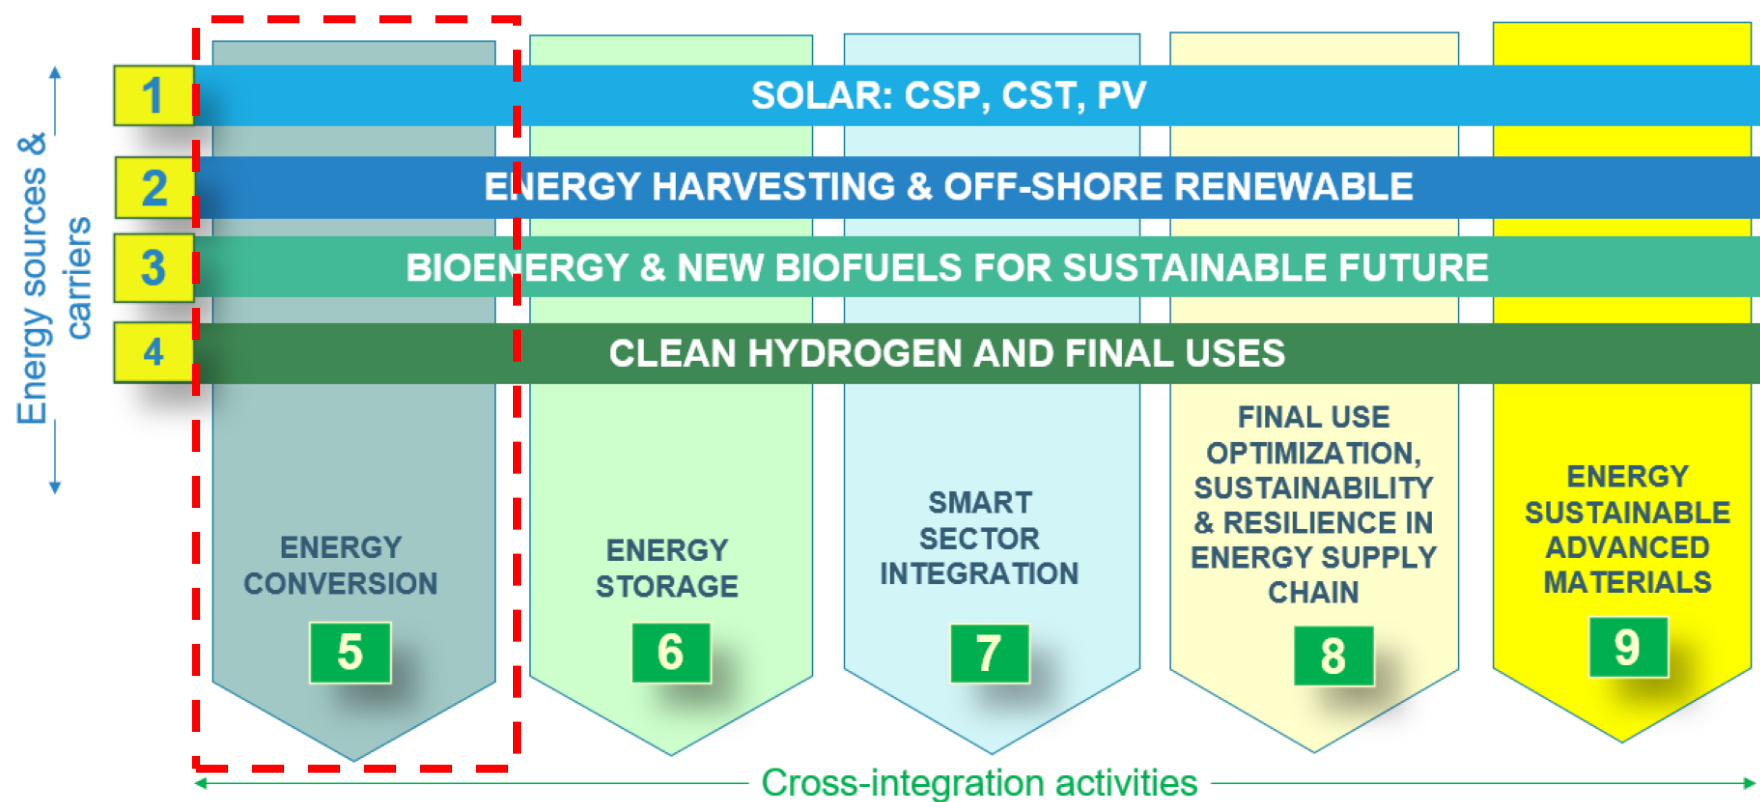 Energy sources &
carriers
1
SOLAR: CSP, CST, PV
2
ENERGY HARVESTING & OFF-SHORE RENEWABLE
3
BIOENERGY & NEW BIOFUELS FOR SUSTAINABLE FUTURE
4
CLEAN HYDROGEN AND FINAL USES
ENERGY
CONVERSION
5
ENERGY
STORAGE
6
SMART
SECTOR
INTEGRATION
7
FINAL USE
OPTIMIZATION,
SUSTAINABILITY
& RESILIENCE IN
ENERGY SUPPLY
CHAIN
8
ENERGY
SUSTAINABLE
ADVANCED
MATERIALS
9
Cross-integration activities